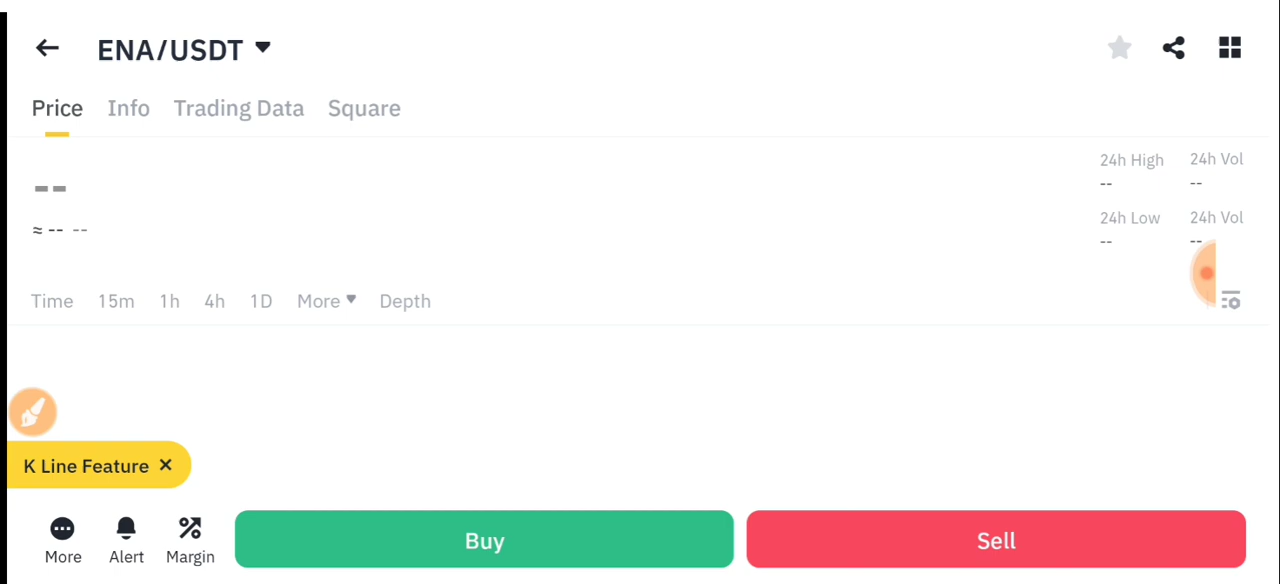 ENA/USDT
Price Info Trading Data Square
--
≈ -- --
24h High 24h Vol
-- --
24h Low 24h Vol
-- --
Time 15m 1h 4h 1D More Depth
K Line Feature ×
More Alert Margin Buy Sell